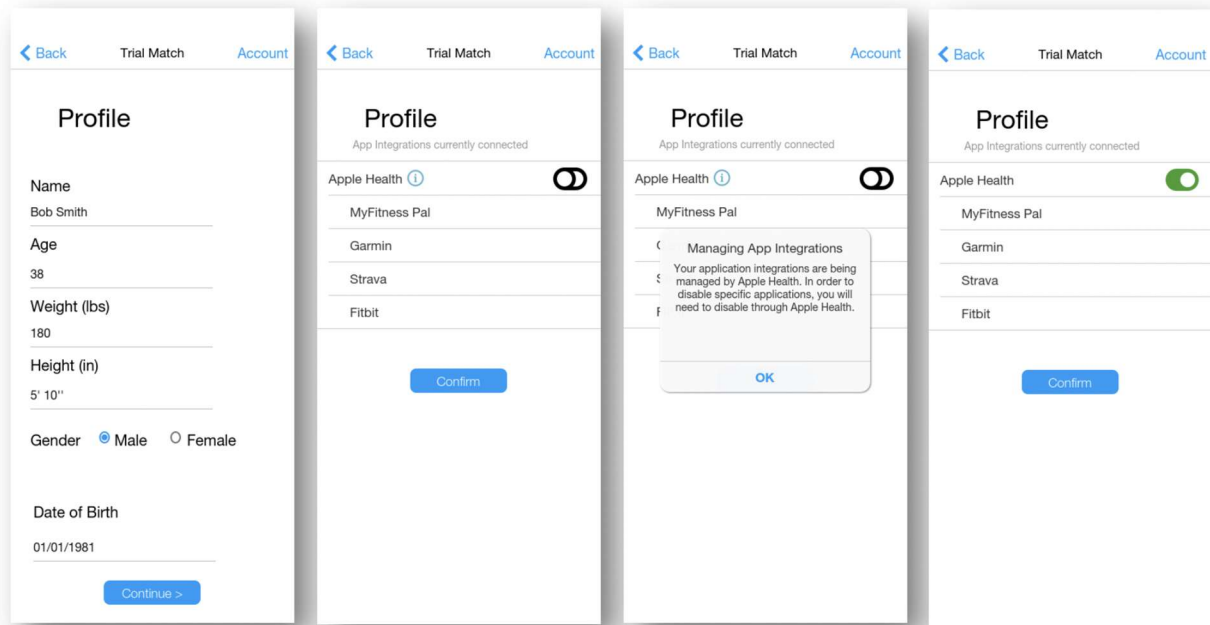 Back Trial Match Account
Profile
Name
Bob Smith
Age
38
Weight (lbs)
180
Height (in)
5' 10''
Gender Male Female
Date of Birth
01/01/1981
Continue >
Back Trial Match Account
Profile
App Integrations currently connected
Apple Health i
MyFitness Pal
Garmin
Strava
Fitbit
Confirm
Back Trial Match Account
Profile
App Integrations currently connected
Apple Health i
MyFitness Pal
G
S
F
Managing App Integrations
Your application integrations are being
managed by Apple Health. In order to
disable specific applications, you will
need to disable through Apple Health.
OK
Back Trial Match Account
Profile
App Integrations currently connected
Apple Health
MyFitness Pal
Garmin
Strava
Fitbit
Confirm